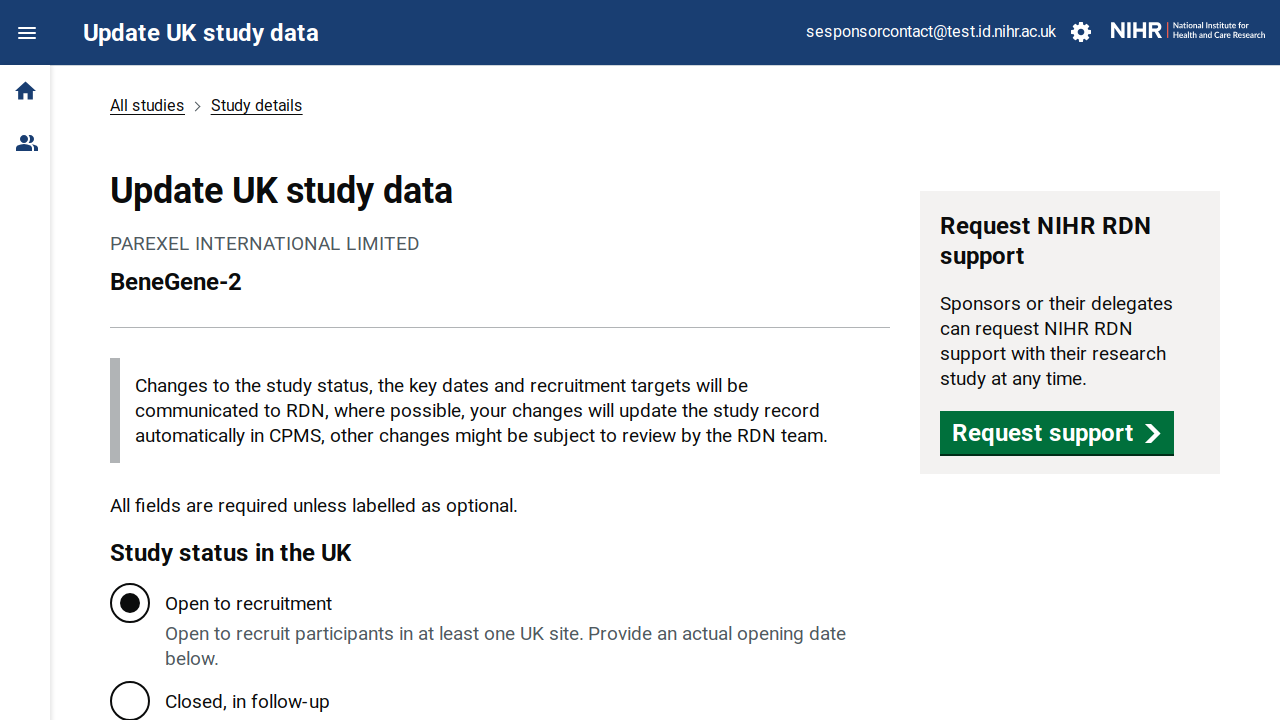 Update UK study data
sesponsorcontact@test.id.nihr.ac.uk
NIHR | National Institute for
Health and Care Research
All studies
Study details
Update UK study data
PAREXEL INTERNATIONAL LIMITED
BeneGene-2
Changes to the study status, the key dates and recruitment targets will be
communicated to RDN, where possible, your changes will update the study record
automatically in CPMS, other changes might be subject to review by the RDN team.
All fields are required unless labelled as optional.
Study status in the UK
Open to recruitment
Open to recruit participants in at least one UK site. Provide an actual opening date
below.
Closed, in follow-up
Request NIHR RDN
support
Sponsors or their delegates
can request NIHR RDN
support with their research
study at any time.
Request support